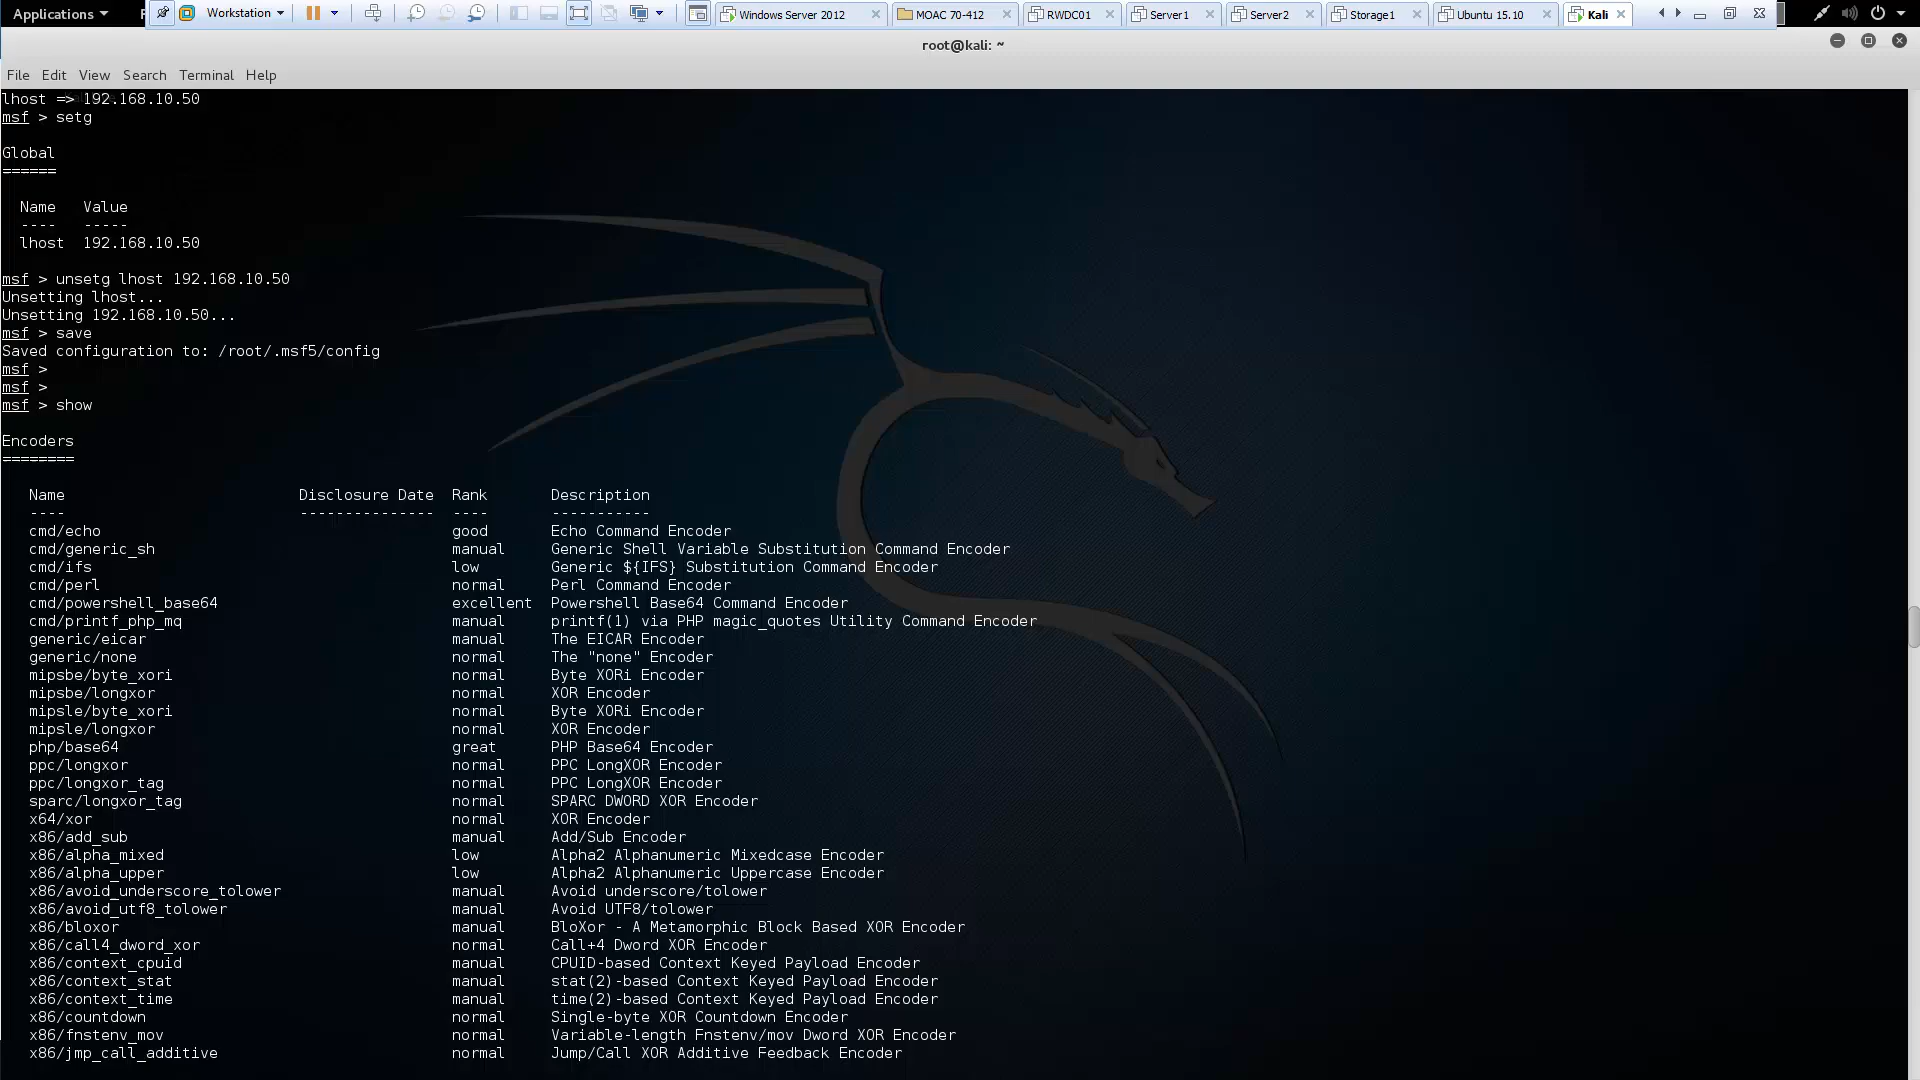 Applications Workstation Windows Server 2012 MOAC 70-412 RWDC01 Server1 Server2 Storage1 Ubuntu 15.10 Kali
root@kali: ~
File Edit View Search Terminal Help
lhost => 192.168.10.50
msf > setg
Global
======
Name Value
---- -----
lhost 192.168.10.50
msf > unsetg lhost 192.168.10.50
Unsetting lhost...
Unsetting 192.168.10.50...
msf > save
Saved configuration to: /root/.msf5/config
msf >
msf >
msf > show
Encoders
========
Name Disclosure Date Rank Description
---- --------------- ---- -----------
cmd/echo good Echo Command Encoder
cmd/generic_sh manual Generic Shell Variable Substitution Command Encoder
cmd/ifs low Generic ${IFS} Substitution Command Encoder
cmd/perl normal Perl Command Encoder
cmd/powershell_base64 excellent Powershell Base64 Command Encoder
cmd/printf_php_mq manual printf(1) via PHP magic_quotes Utility Command Encoder
generic/eicar manual The EICAR Encoder
generic/none normal The "none" Encoder
mipsbe/byte_xori normal Byte XORi Encoder
mipsbe/longxor normal XOR Encoder
mipsle/byte_xori normal Byte XORi Encoder
mipsle/longxor normal XOR Encoder
php/base64 great PHP Base64 Encoder
ppc/longxor normal PPC LongXOR Encoder
ppc/longxor_tag normal PPC LongXOR Encoder
sparc/longxor_tag normal SPARC DWORD XOR Encoder
x64/xor normal XOR Encoder
x86/add_sub manual Add/Sub Encoder
x86/alpha_mixed low Alpha2 Alphanumeric Mixedcase Encoder
x86/alpha_upper low Alpha2 Alphanumeric Uppercase Encoder
x86/avoid_underscore_tolower manual Avoid underscore/tolower
x86/avoid_utf8_tolower manual Avoid UTF8/tolower
x86/bloxor manual BloXor - A Metamorphic Block Based XOR Encoder
x86/call4_dword_xor normal Call+4 Dword XOR Encoder
x86/context_cpuid manual CPUID-based Context Keyed Payload Encoder
x86/context_stat manual stat(2)-based Context Keyed Payload Encoder
x86/context_time manual time(2)-based Context Keyed Payload Encoder
x86/countdown normal Single-byte XOR Countdown Encoder
x86/fnstenv_mov normal Variable-length Fnstenv/mov Dword XOR Encoder
x86/jmp_call_additive normal Jump/Call XOR Additive Feedback Encoder